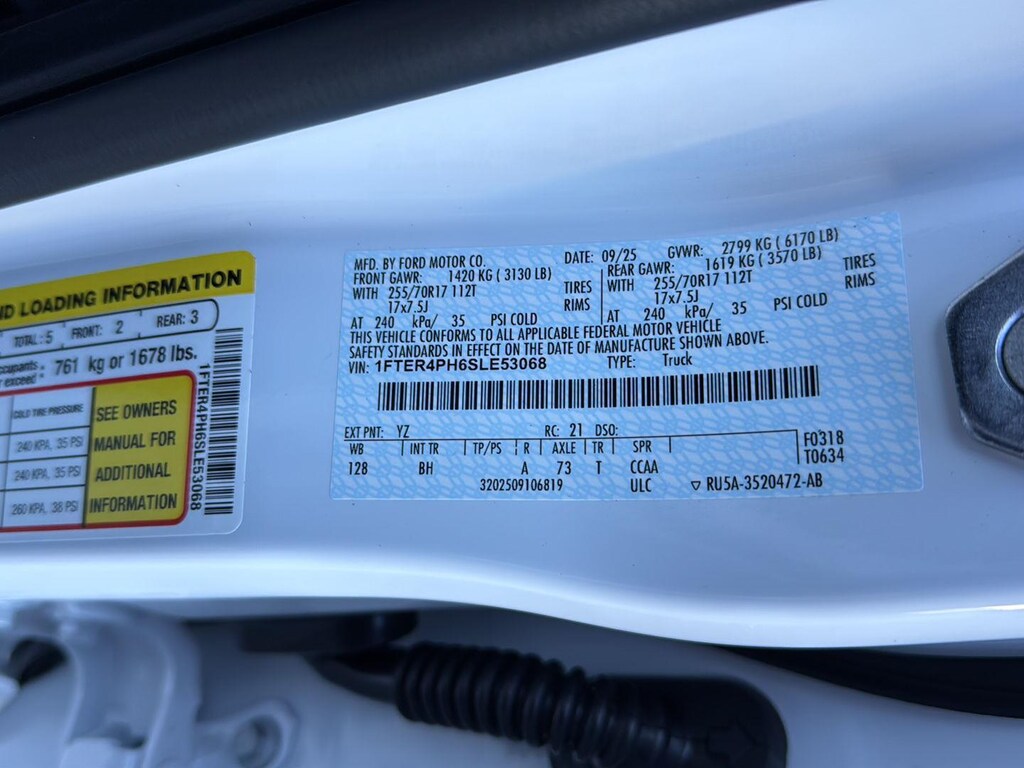 ND LOADING INFORMATION
TOTAL: 5 FRONT: 2 REAR: 3
761 kg or 1678 lbs.
COLD TIRE PRESSURE
240 KPA, 35 PSI
240 KPA, 35 PSI
260 KPA, 38 PSI
SEE OWNERS
MANUAL FOR
ADDITIONAL
INFORMATION
1FTER4PH6SLE53068
MFD. BY FORD MOTOR CO. DATE: 09/25 GVWR: 2799 KG ( 6170 LB)
FRONT GAWR: 1420 KG ( 3130 LB) REAR GAWR: 1619 KG ( 3570 LB)
WITH 255/70R17 112T TIRES WITH 255/70R17 112T TIRES
17x7.5J RIMS 17x7.5J RIMS
AT 240 kPa/ 35 PSI COLD AT 240 kPa/ 35 PSI COLD
THIS VEHICLE CONFORMS TO ALL APPLICABLE FEDERAL MOTOR VEHICLE
SAFETY STANDARDS IN EFFECT ON THE DATE OF MANUFACTURE SHOWN ABOVE.
VIN: 1FTER4PH6SLE53068 TYPE: Truck
EXT PNT: YZ RC: 21 DSO:
WB INT TR TP/PS R AXLE TR SPR
128 BH A 73 T CCAA
F0318
T0634
3202509106819 ULC ▽ RU5A-3520472-AB